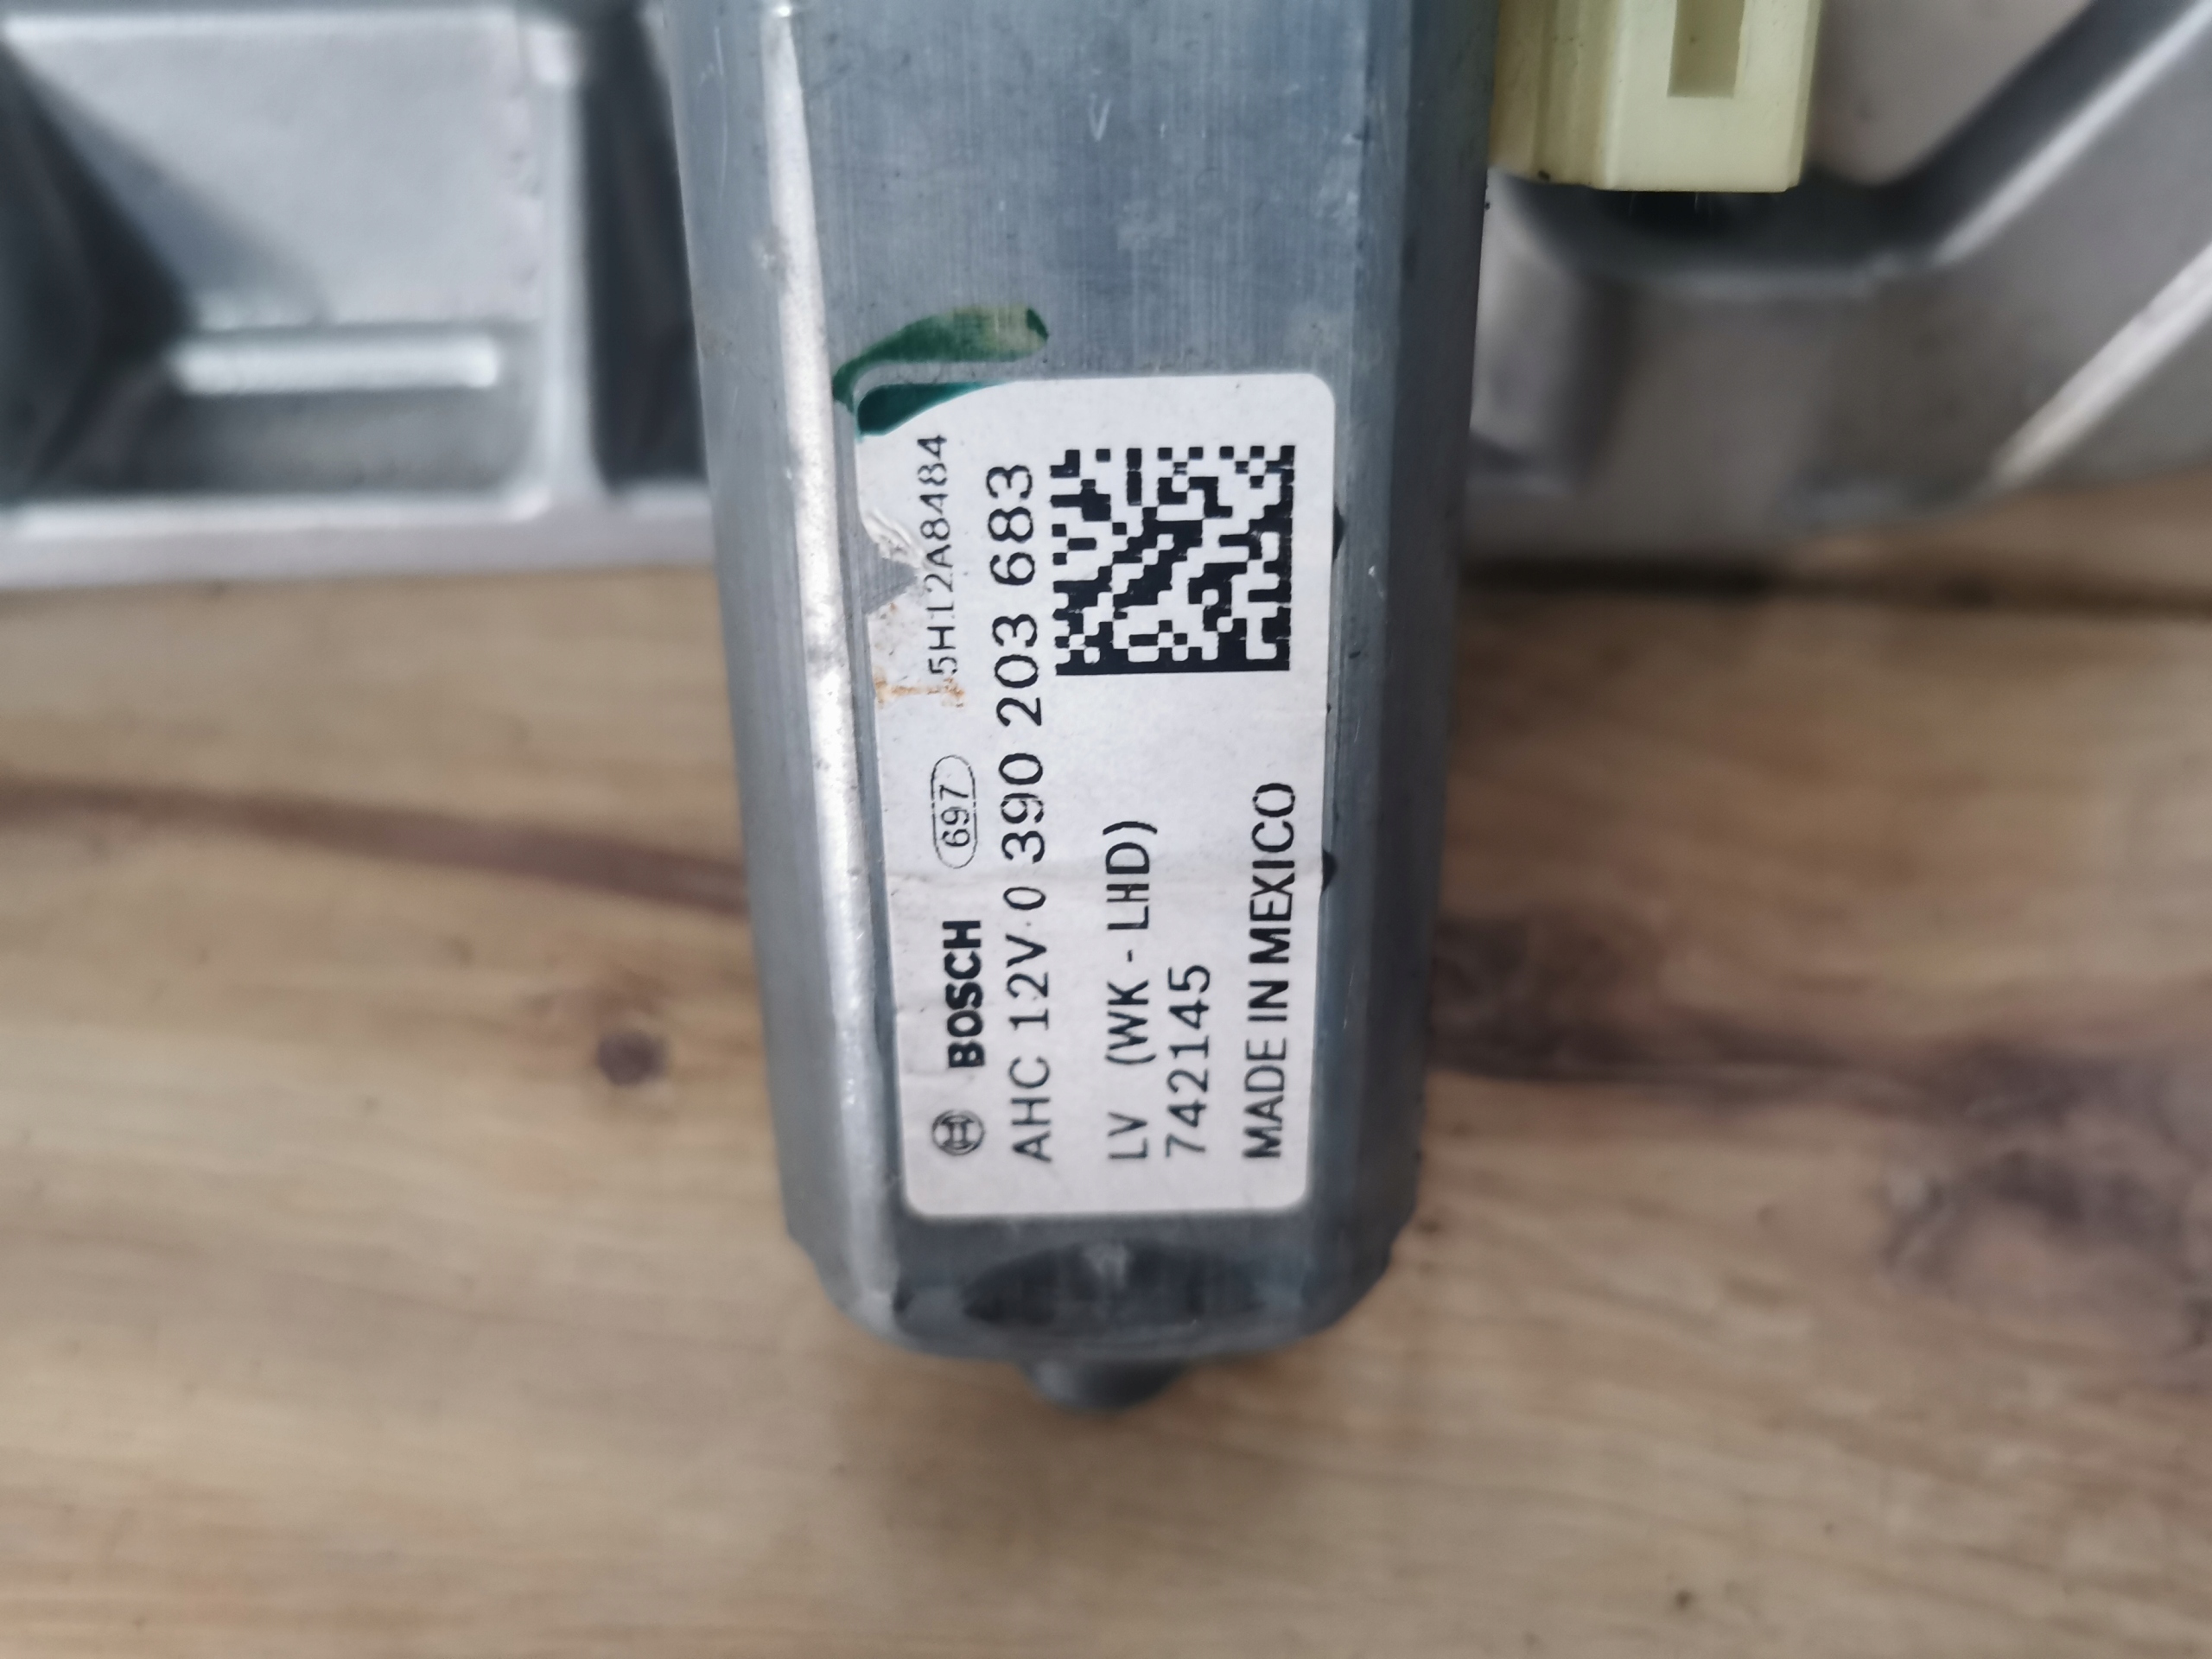 BOSCH 697 5H12A8484
AHC 12V 0 390 203 683
LV (WK - LHD)
742145
MADE IN MEXICO